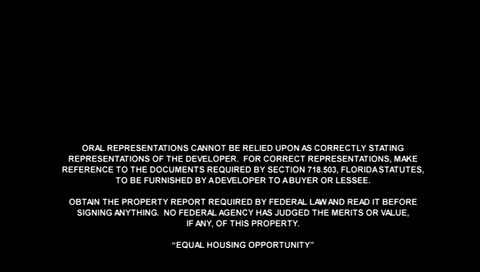 ORAL REPRESENTATIONS CANNOT BE RELIED UPON AS CORRECTLY STATING
REPRESENTATIONS OF THE DEVELOPER. FOR CORRECT REPRESENTATIONS, MAKE
REFERENCE TO THE DOCUMENTS REQUIRED BY SECTION 718.503, FLORIDA STATUTES,
TO BE FURNISHED BY A DEVELOPER TO A BUYER OR LESSEE.
OBTAIN THE PROPERTY REPORT REQUIRED BY FEDERAL LAW AND READ IT BEFORE
SIGNING ANYTHING. NO FEDERAL AGENCY HAS JUDGED THE MERITS OR VALUE,
IF ANY, OF THIS PROPERTY.
“EQUAL HOUSING OPPORTUNITY”